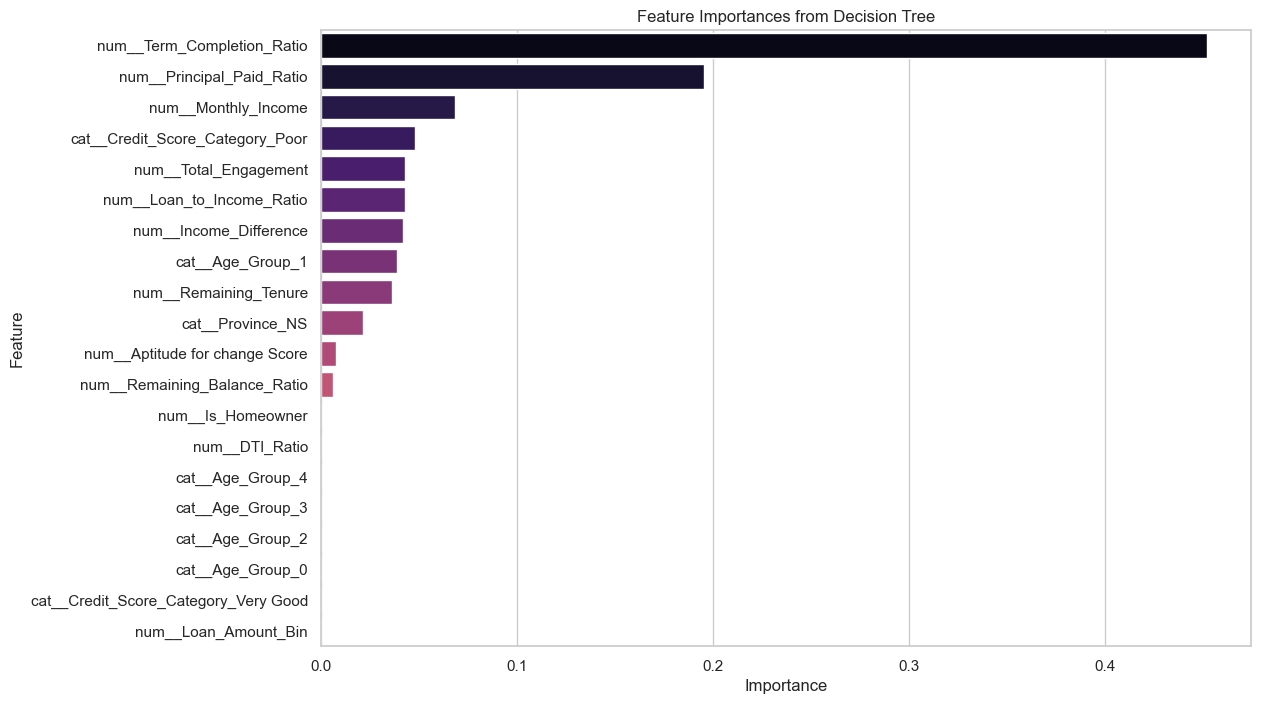 Feature Importances from Decision Tree
num__Term_Completion_Ratio
num__Principal_Paid_Ratio
num__Monthly_Income
cat__Credit_Score_Category_Poor
num__Total_Engagement
num__Loan_to_Income_Ratio
num__Income_Difference
cat__Age_Group_1
num__Remaining_Tenure
cat__Province_NS
num__Aptitude for change Score
num__Remaining_Balance_Ratio
num__Is_Homeowner
num__DTI_Ratio
cat__Age_Group_4
cat__Age_Group_3
cat__Age_Group_2
cat__Age_Group_0
cat__Credit_Score_Category_Very Good
num__Loan_Amount_Bin
Feature
0.0 0.1 0.2 0.3 0.4
Importance